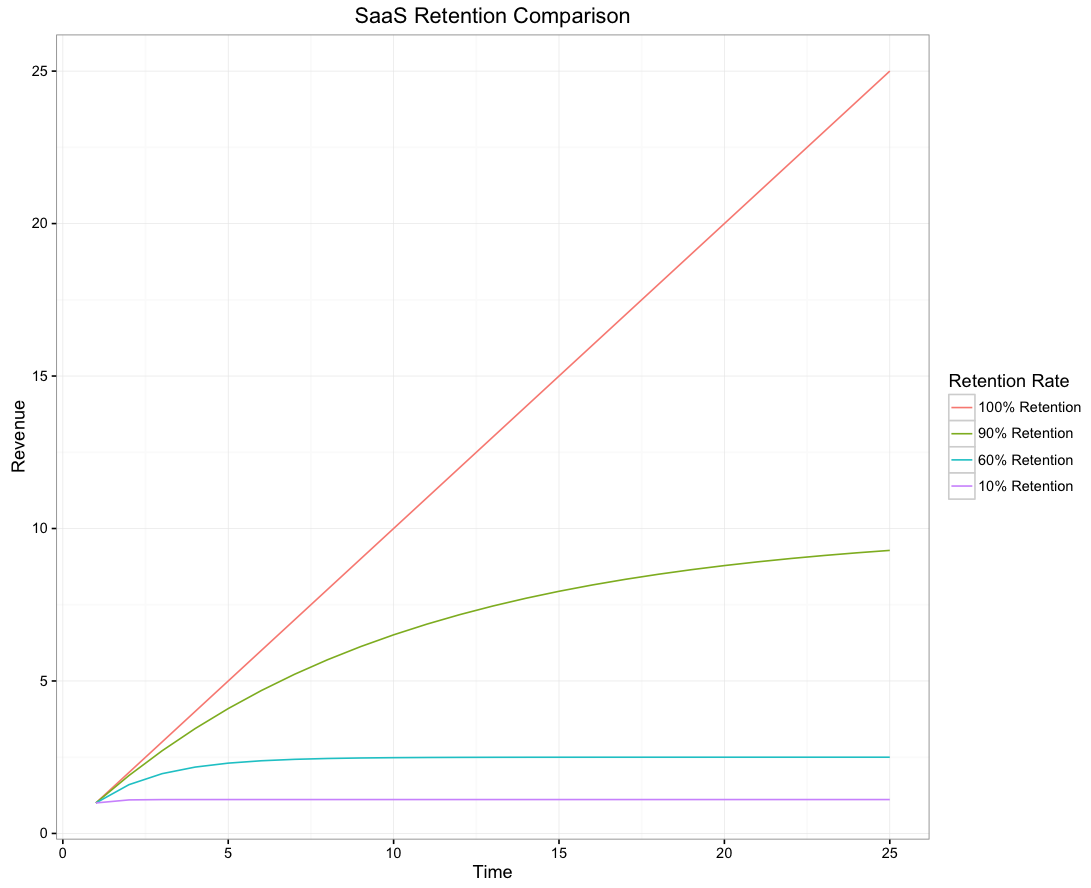 SaaS Retention Comparison
25
20
15
10
5
0
Revenue
0 5 10 15 20 25
Time
Retention Rate
100% Retention
90% Retention
60% Retention
10% Retention